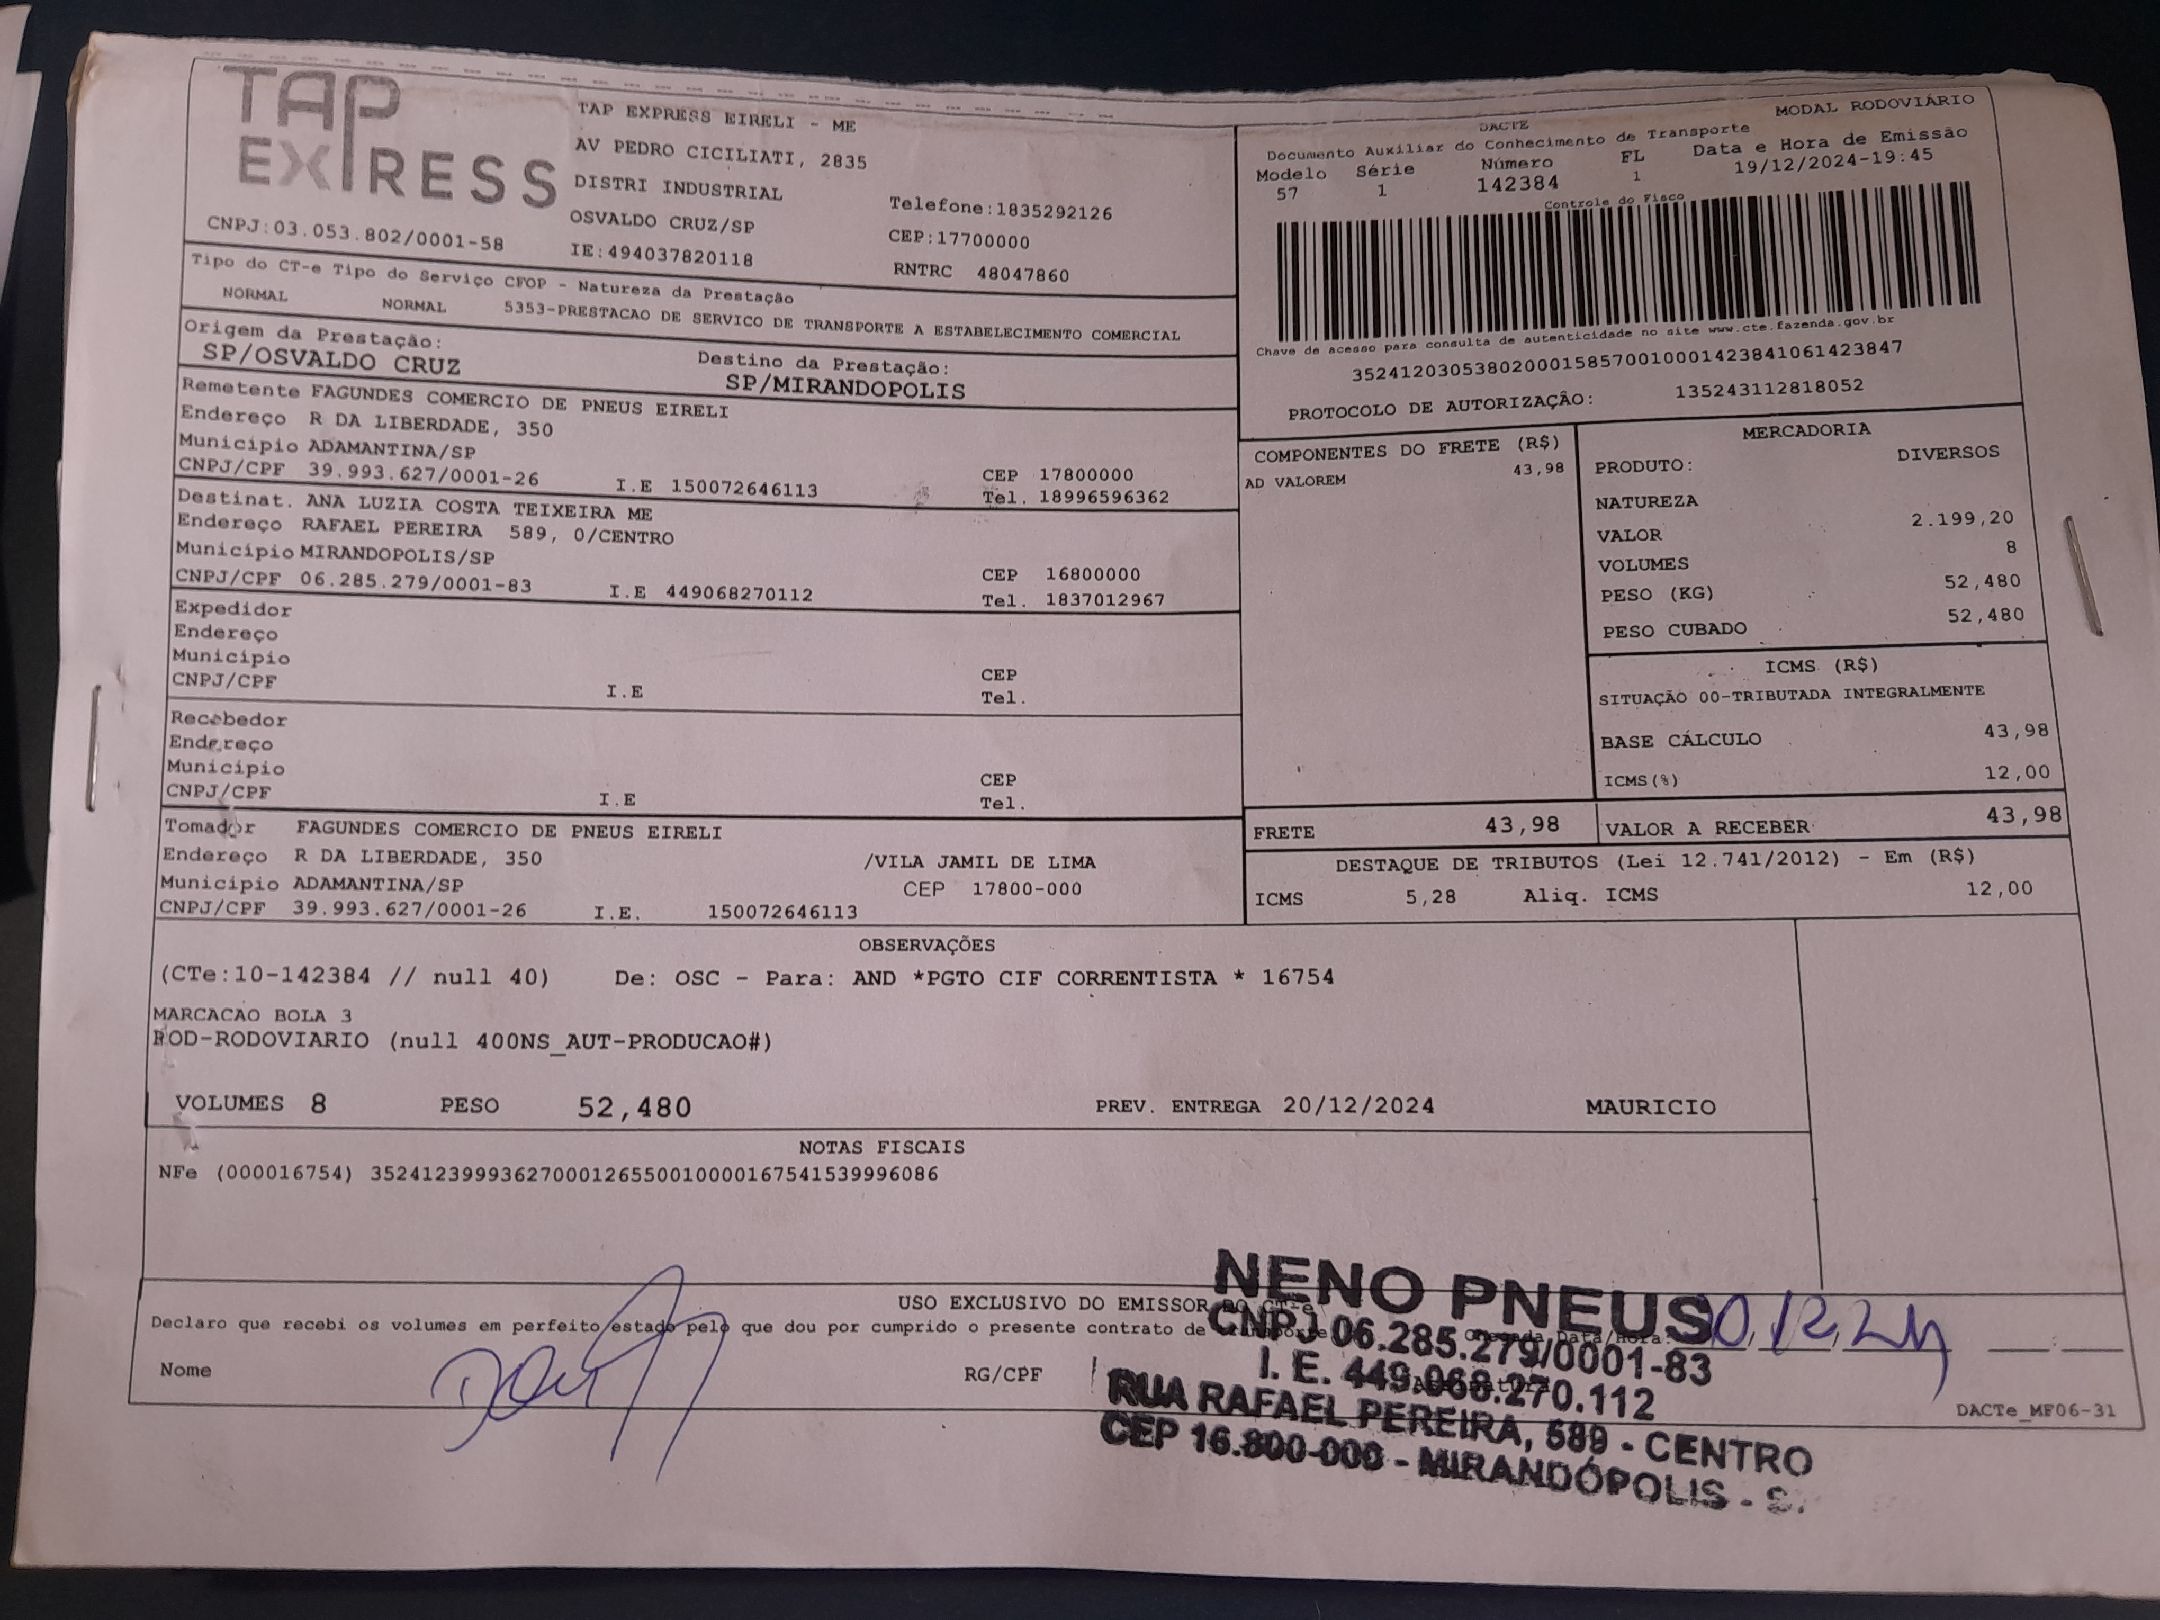 TAP
EXPRESS
TAP EXPRESS EIRELI - ME
AV PEDRO CICILIATI, 2835
DISTRI INDUSTRIAL
OSVALDO CRUZ/SP
IE:494037820118
Telefone:1835292126
CEP:17700000
RNTRC 48047860
CNPJ:03.053.802/0001-58
MODAL RODOVIÁRIO
DACTE
Documento Auxiliar do Conhecimento de Transporte
Modelo Série Número FL Data e Hora de Emissão
57 1 142384 1 19/12/2024-19:45
Controle do Fisco
Chave de acesso para consulta de autenticidade no site www.cte.fazenda.gov.br
35241203053802000158570010001423841061423847
PROTOCOLO DE AUTORIZAÇÃO: 135243112818052
Tipo do CT-e Tipo do Serviço CFOP - Natureza da Prestação
NORMAL NORMAL 5353-PRESTACAO DE SERVICO DE TRANSPORTE A ESTABELECIMENTO COMERCIAL
Origem da Prestação: Destino da Prestação:
SP/OSVALDO CRUZ SP/MIRANDOPOLIS
Remetente FAGUNDES COMERCIO DE PNEUS EIRELI
Endereço R DA LIBERDADE, 350
Município ADAMANTINA/SP CEP 17800000
CNPJ/CPF 39.993.627/0001-26 I.E 150072646113 Tel. 18996596362
Destinat. ANA LUZIA COSTA TEIXEIRA ME
Endereço RAFAEL PEREIRA 589, 0/CENTRO
Município MIRANDOPOLIS/SP CEP 16800000
CNPJ/CPF 06.285.279/0001-83 I.E 449068270112 Tel. 1837012967
Expedidor
Endereço
Município CEP
CNPJ/CPF I.E Tel.
Recebedor
Endereço
Município CEP
CNPJ/CPF I.E Tel.
Tomador FAGUNDES COMERCIO DE PNEUS EIRELI
Endereço R DA LIBERDADE, 350 /VILA JAMIL DE LIMA
Município ADAMANTINA/SP CEP 17800-000
CNPJ/CPF 39.993.627/0001-26 I.E. 150072646113
COMPONENTES DO FRETE (R$)
AD VALOREM 43,98
MERCADORIA
PRODUTO: DIVERSOS
NATUREZA
VALOR 2.199,20
VOLUMES 8
PESO (KG) 52,480
PESO CUBADO 52,480
ICMS (R$)
SITUAÇÃO 00-TRIBUTADA INTEGRALMENTE
BASE CÁLCULO 43,98
ICMS(%) 12,00
FRETE 43,98 VALOR A RECEBER 43,98
DESTAQUE DE TRIBUTOS (Lei 12.741/2012) - Em (R$)
ICMS 5,28 Aliq. ICMS 12,00
OBSERVAÇÕES
(CTe:10-142384 // null 40) De: OSC - Para: AND *PGTO CIF CORRENTISTA * 16754
MARCACAO BOLA 3
ROD-RODOVIARIO (null 400NS_AUT-PRODUCAO#)
VOLUMES 8 PESO 52,480 PREV. ENTREGA 20/12/2024 MAURICIO
NOTAS FISCAIS
NFe (000016754) 35241239993627000126550010000167541539996086
USO EXCLUSIVO DO EMISSOR DO CT-e
Declaro que recebi os volumes em perfeito estado pelo que dou por cumprido o presente contrato de transporte Chegada Data/Hora:
Nome RG/CPF
NENO PNEUS
CNPJ 06.285.279/0001-83
I. E. 449.068.270.112
RUA RAFAEL PEREIRA, 589 - CENTRO
CEP 16.800-000 - MIRANDÓPOLIS - S
DACTe_MF06-31